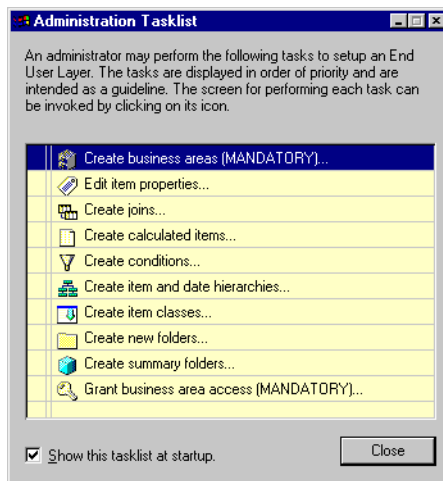 Administration Tasklist
An administrator may perform the following tasks to setup an End
User Layer. The tasks are displayed in order of priority and are
intended as a guideline. The screen for performing each task can
be invoked by clicking on its icon.
Create business areas (MANDATORY)...
Edit item properties...
Create joins...
Create calculated items...
Create conditions...
Create item and date hierarchies...
Create item classes...
Create new folders...
Create summary folders...
Grant business area access (MANDATORY)...
Show this tasklist at startup.
Close